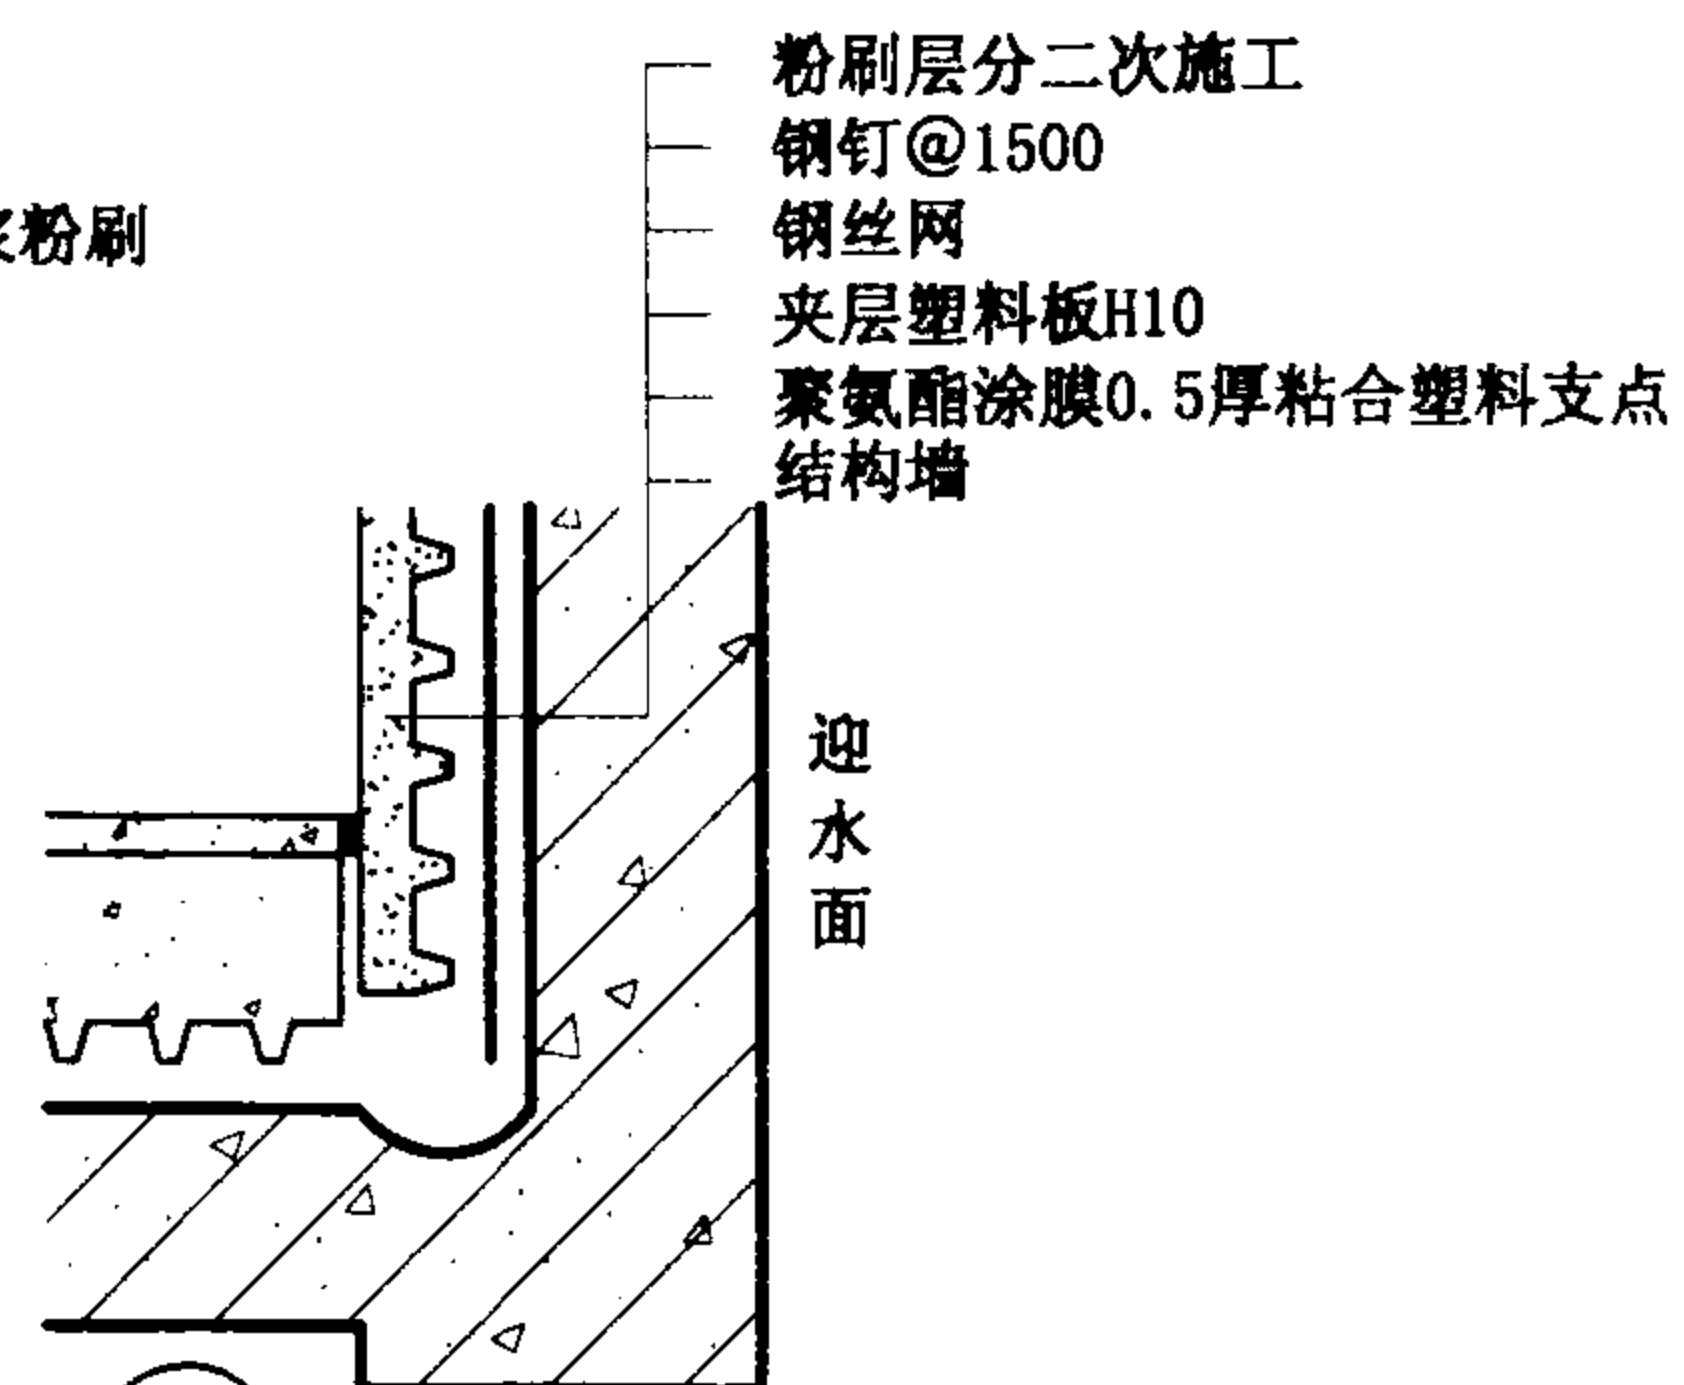 粉刷层分二次施工
钢钉@1500
钢丝网
粉刷
夹层塑料板H10
聚氨酯涂膜0.5厚粘合塑料支点
结构墙
迎水面